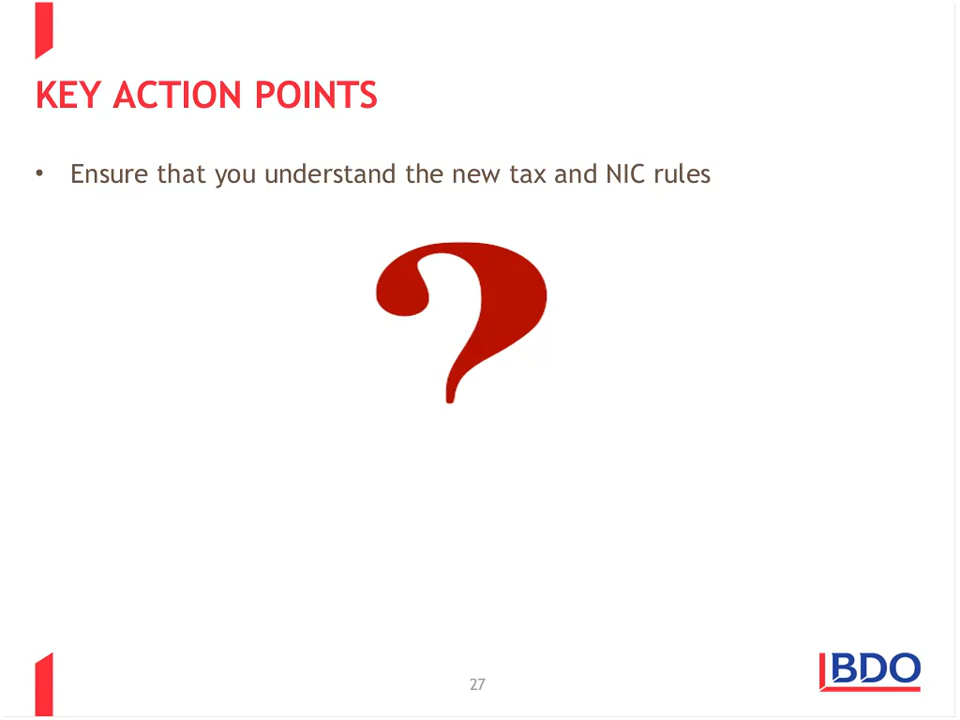 KEY ACTION POINTS
• Ensure that you understand the new tax and NIC rules
?
27
BDO